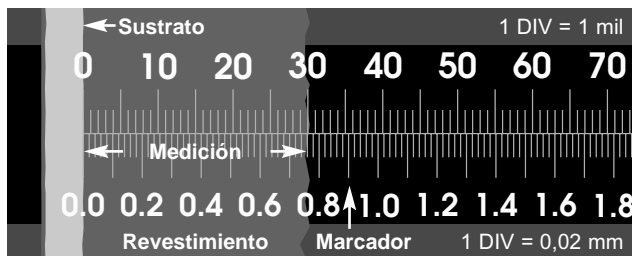 Sustrato 1 DIV = 1 mil
0 10 20 30 40 50 60 70
Medición
0.0 0.2 0.4 0.6 0.8 1.0 1.2 1.4 1.6 1.8
Revestimiento Marcador 1 DIV = 0,02 mm